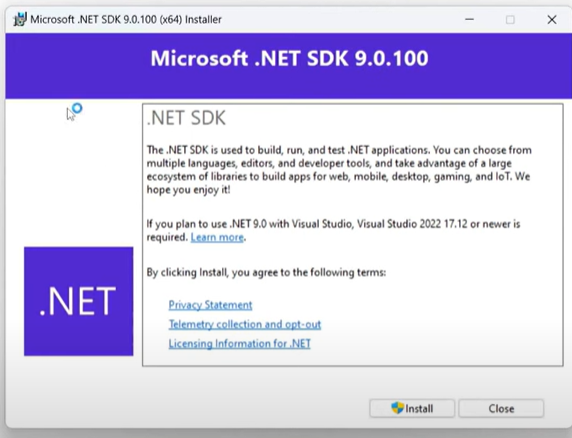 Microsoft .NET SDK 9.0.100 (x64) Installer
Microsoft .NET SDK 9.0.100
.NET SDK
The .NET SDK is used to build, run, and test .NET applications. You can choose from
multiple languages, editors, and developer tools, and take advantage of a large
ecosystem of libraries to build apps for web, mobile, desktop, gaming, and IoT. We
hope you enjoy it!
If you plan to use .NET 9.0 with Visual Studio, Visual Studio 2022 17.12 or newer is
required. Learn more.
By clicking Install, you agree to the following terms:
.NET
Privacy Statement
Telemetry collection and opt-out
Licensing Information for .NET
Install
Close